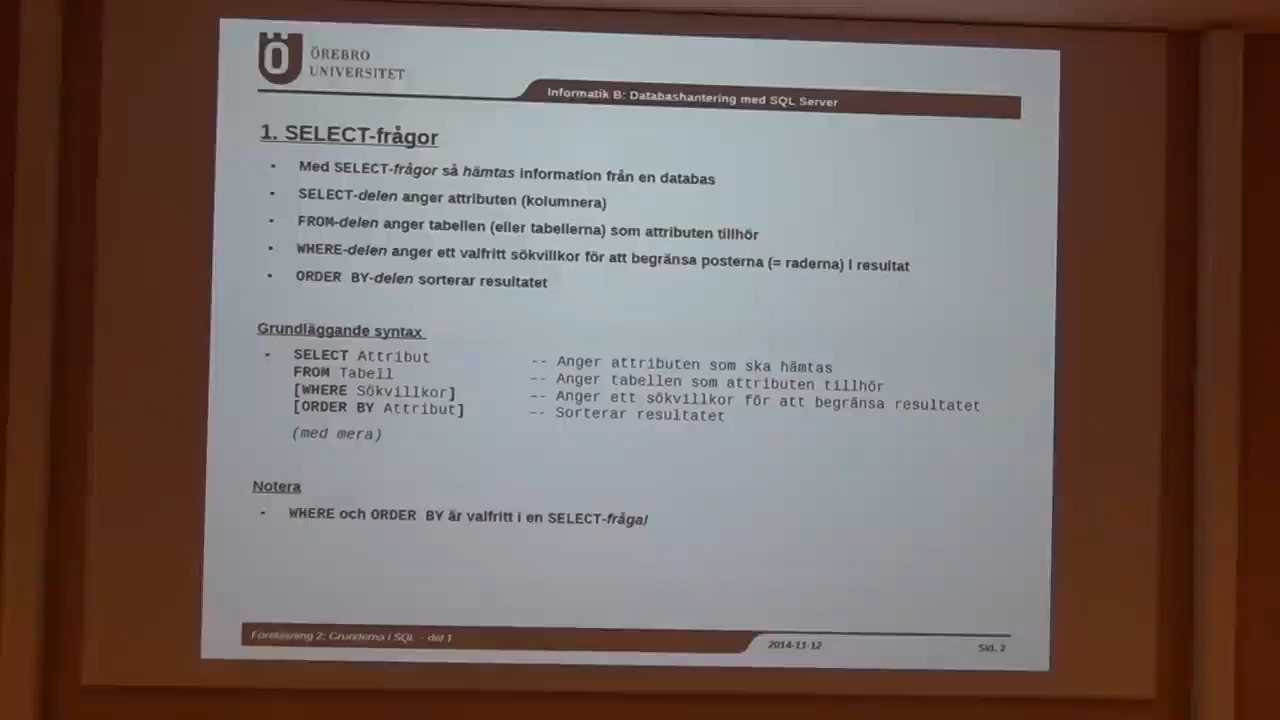 Ö ÖREBRO
UNIVERSITET
Informatik B: Databashantering med SQL Server
1. SELECT-frågor
- Med SELECT-frågor så hämtas information från en databas
- SELECT-delen anger attributen (kolumnera)
- FROM-delen anger tabellen (eller tabellerna) som attributen tillhör
- WHERE-delen anger ett valfritt sökvillkor för att begränsa posterna (= raderna) i resultat
- ORDER BY-delen sorterar resultatet
Grundläggande syntax
- SELECT Attribut -- Anger attributen som ska hämtas
FROM Tabell -- Anger tabellen som attributen tillhör
[WHERE Sökvillkor] -- Anger ett sökvillkor för att begränsa resultatet
[ORDER BY Attribut] -- Sorterar resultatet
(med mera)
Notera
- WHERE och ORDER BY är valfritt i en SELECT-fråga!
Föreläsning 2: Grunderna i SQL - del 1
2014-11-12
Sid. 2